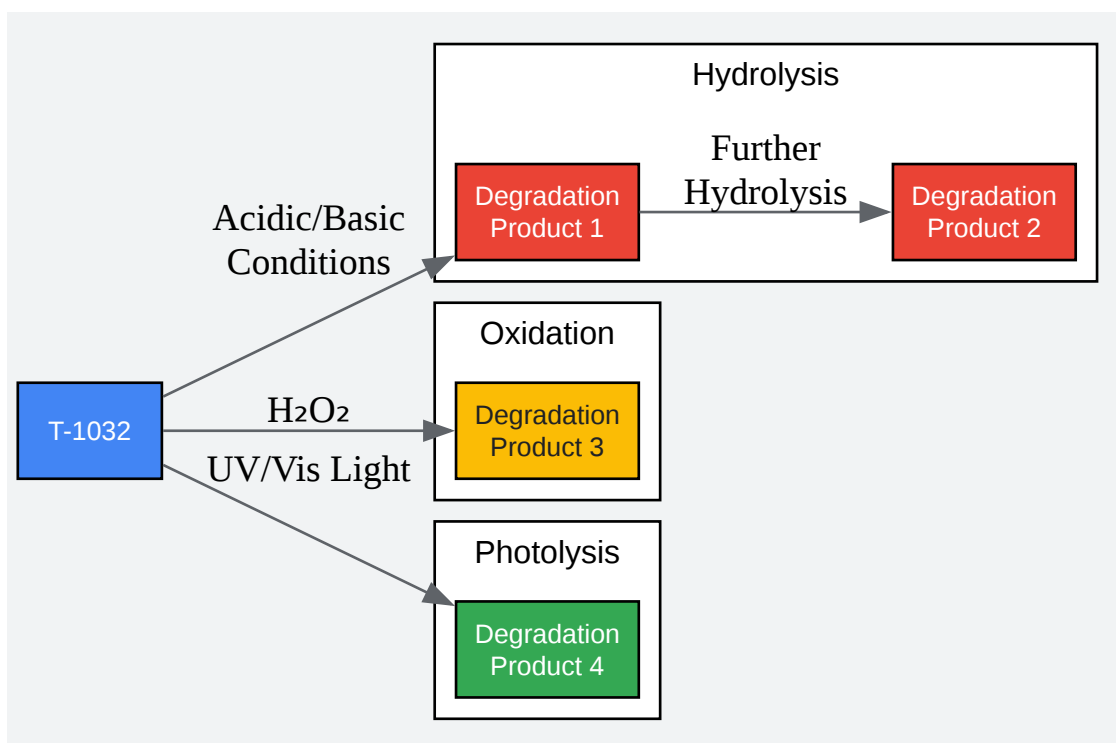 Hydrolysis
Further
Hydrolysis
Degradation
Product 1
Degradation
Product 2
Acidic/Basic
Conditions
Oxidation
T-1032
H₂O₂
Degradation
Product 3
UV/Vis Light
Photolysis
Degradation
Product 4